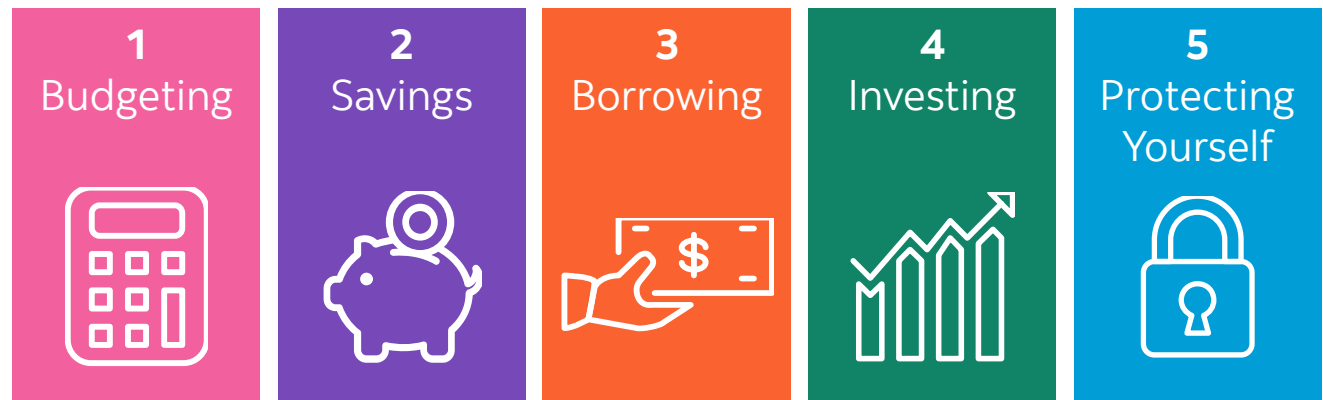 1
Budgeting
2
Savings
3
Borrowing
$
4
Investing
5
Protecting
Yourself